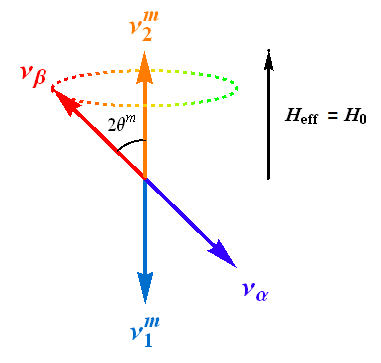 ν₂ᵐ
ν_β
2θᵐ
H_eff = H₀
ν_α
ν₁ᵐ